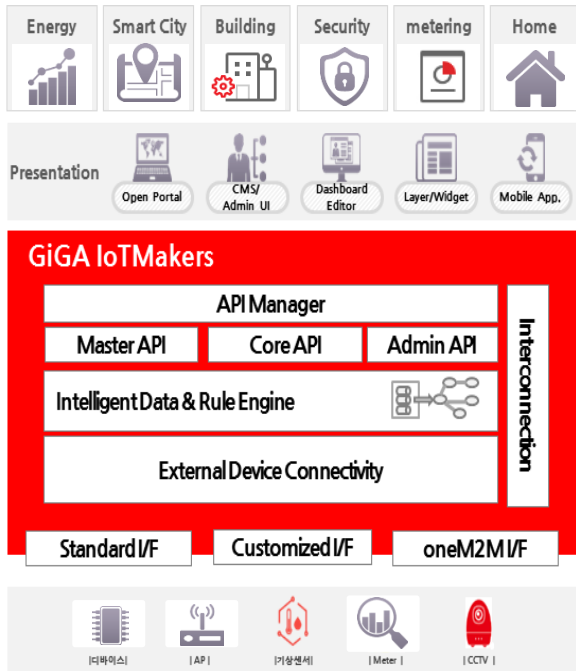 Energy
Smart City
Building
Security
metering
Home
Presentation
Open Portal
CMS/
Admin UI
Dashboard
Editor
Layer/Widget
Mobile App.
GiGA IoTMakers
API Manager
Master API
Core API
Admin API
Interconnection
Intelligent Data & Rule Engine
External Device Connectivity
Standard I/F
Customized I/F
oneM2M I/F
|디바이스|
| AP |
|기상센서|
| Meter |
| CCTV |